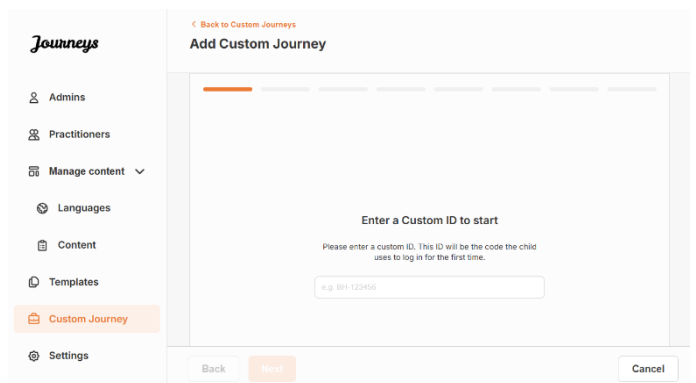 Journeys
Admins
Practitioners
Manage content
Languages
Content
Templates
Custom Journey
Settings
Back to Custom Journeys
Add Custom Journey
Enter a Custom ID to start
Please enter a custom ID. This ID will be the code the child
uses to log in for the first time.
e.g. BH-123456
Back
Next
Cancel